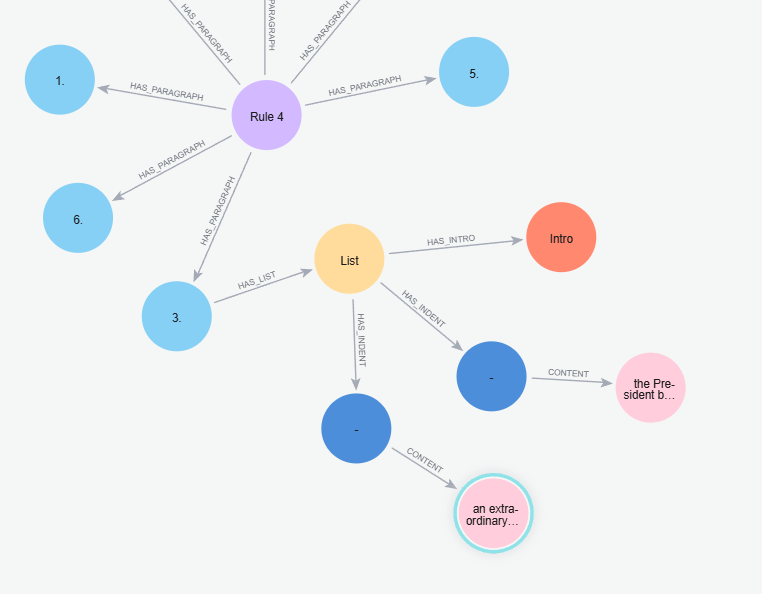 HAS_PARAGRAPH
PARAGRAPH
HAS_PARAGRAPH
1.
HAS_PARAGRAPH
Rule 4
HAS_PARAGRAPH
5.
HAS_PARAGRAPH
6.
HAS_PARAGRAPH
3.
HAS_LIST
List
HAS_INTRO
Intro
HAS_INDENT
HAS_INDENT
-
CONTENT
the Pre-
sident b…
-
CONTENT
an extra-
ordinary…